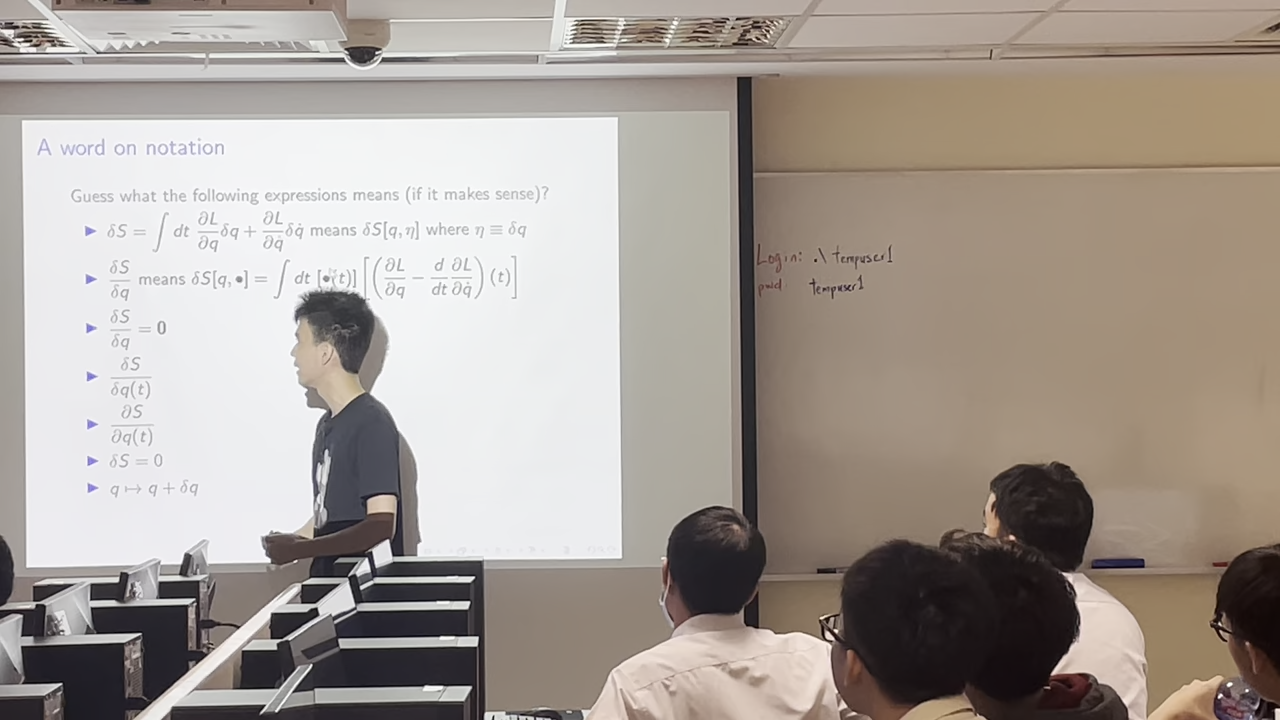 A word on notation
Guess what the following expressions means (if it makes sense)?
▶ δS = ∫ dt ∂L/∂q δq + ∂L/∂q̇ δq̇ means δS[q, η] where η ≡ δq
▶ δS/δq means δS[q, •] = ∫ dt [•(t)] [(∂L/∂q − d/dt ∂L/∂q̇) (t)]
▶ δS/δq = 0
▶ δS/δq(t)
▶ ∂S/∂q(t)
▶ δS = 0
▶ q ↦ q + δq
Login: .\ tempuser1
pwd: tempuser1